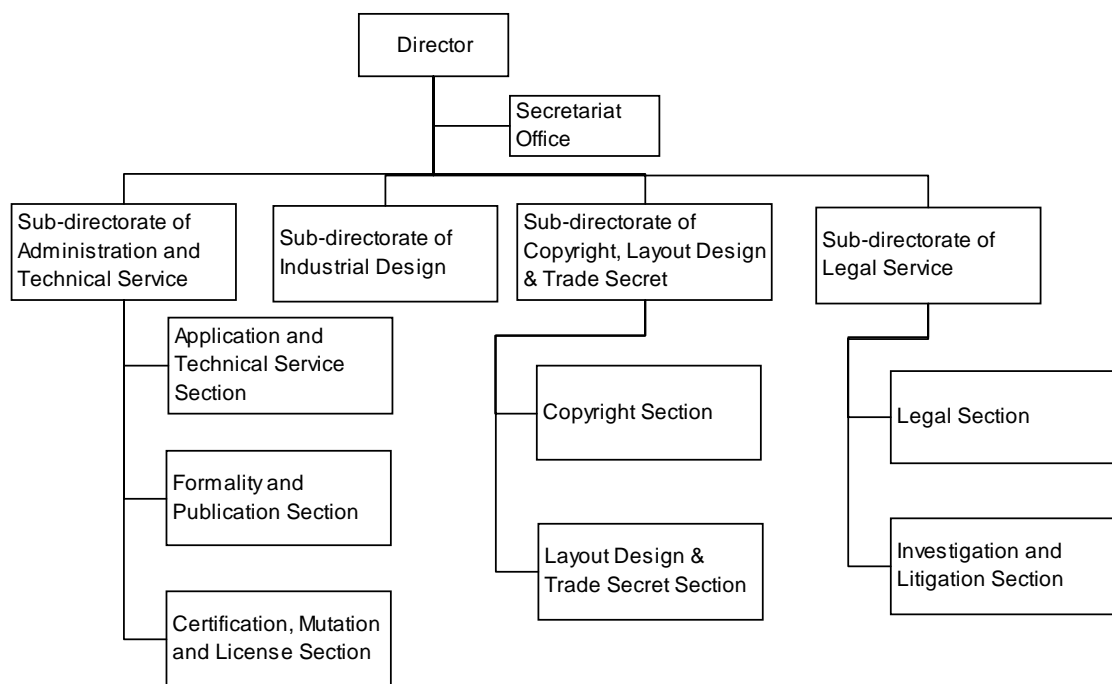 Director
Secretariat
Office
Sub-directorate of
Administration and
Technical Service
Sub-directorate of
Industrial Design
Sub-directorate of
Copyright, Layout Design
& Trade Secret
Sub-directorate of
Legal Service
Application and
Technical Service
Section
Formality and
Publication Section
Certification, Mutation
and License Section
Copyright Section
Layout Design &
Trade Secret Section
Legal Section
Investigation and
Litigation Section